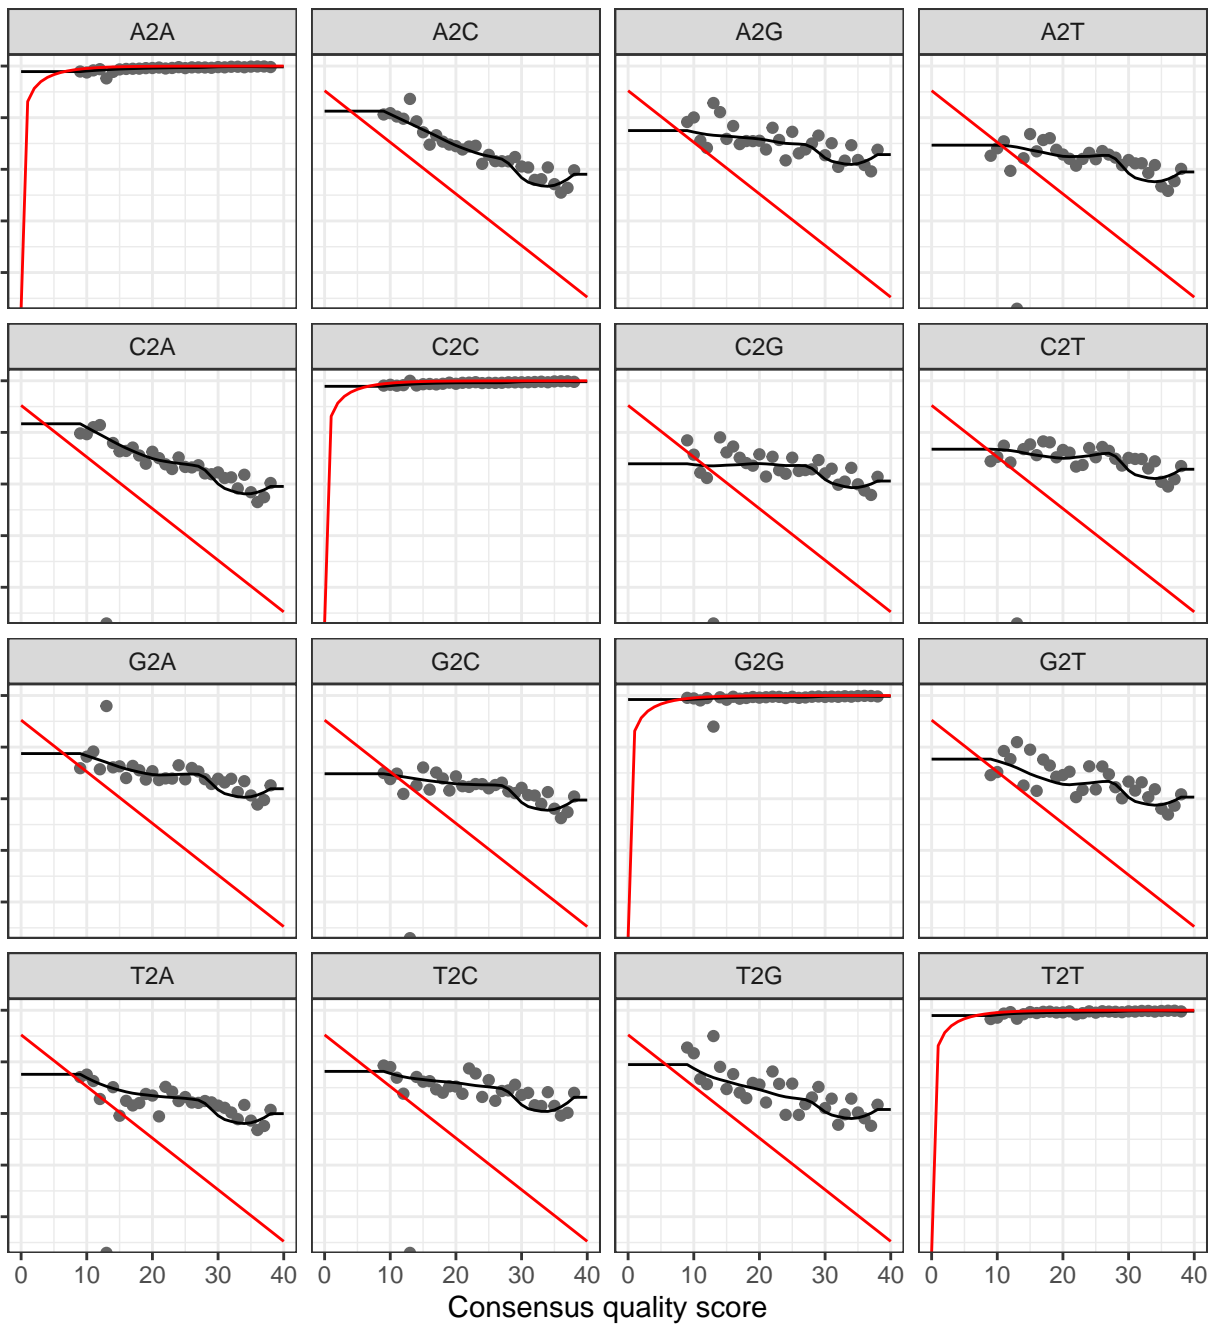 A2A A2C A2G A2T
C2A C2C C2G C2T
G2A G2C G2G G2T
T2A T2C T2G T2T
0 10 20 30 40 0 10 20 30 40 0 10 20 30 40 0 10 20 30 40
Consensus quality score